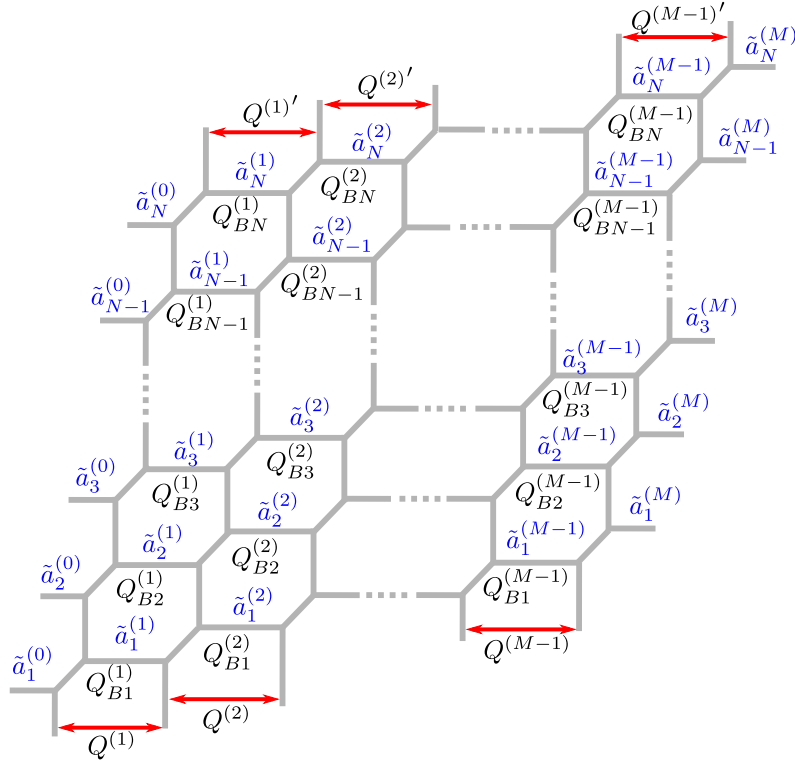 Q^{(M−1)′}
ã_N^{(M)}
ã_N^{(M−1)}
Q^{(2)′}
Q^{(1)′}
Q_{BN}^{(M−1)}
ã_{N−1}^{(M)}
ã_N^{(2)}
ã_N^{(1)}
ã_{N−1}^{(M−1)}
ã_N^{(0)}
Q_{BN}^{(1)}
Q_{BN}^{(2)}
Q_{BN−1}^{(M−1)}
ã_{N−1}^{(2)}
ã_{N−1}^{(1)}
ã_{N−1}^{(0)}
Q_{BN−1}^{(1)}
Q_{BN−1}^{(2)}
ã_3^{(M)}
ã_3^{(M−1)}
Q_{B3}^{(M−1)}
ã_2^{(M)}
ã_3^{(2)}
ã_3^{(1)}
ã_2^{(M−1)}
ã_3^{(0)}
Q_{B3}^{(1)}
Q_{B3}^{(2)}
Q_{B2}^{(M−1)}
ã_1^{(M)}
ã_2^{(2)}
ã_2^{(1)}
ã_1^{(M−1)}
ã_2^{(0)}
Q_{B2}^{(1)}
Q_{B2}^{(2)}
Q_{B1}^{(M−1)}
ã_1^{(2)}
ã_1^{(1)}
Q^{(M−1)}
ã_1^{(0)}
Q_{B1}^{(1)}
Q_{B1}^{(2)}
Q^{(2)}
Q^{(1)}